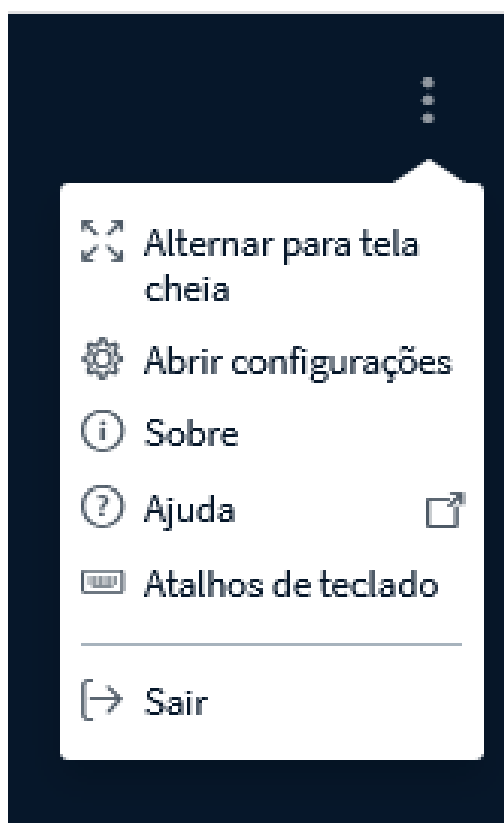 Alternar para tela
cheia
Abrir configurações
Sobre
Ajuda
Atalhos de teclado
Sair